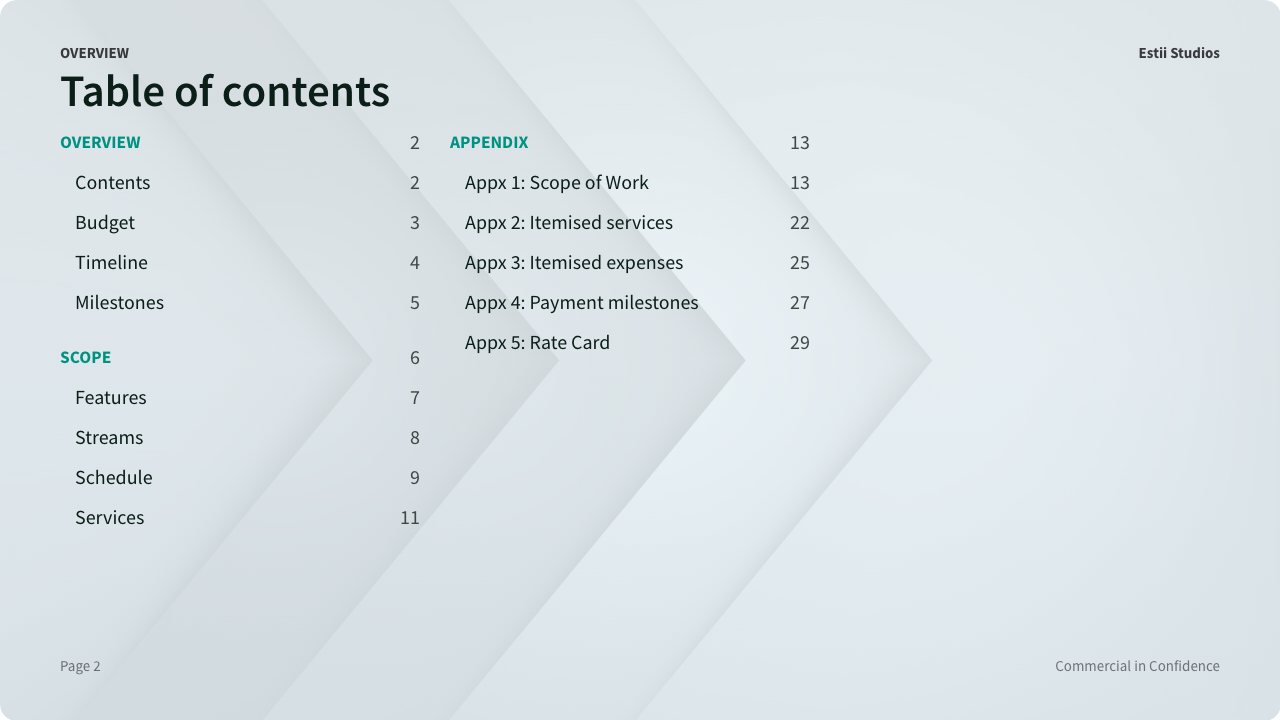 OVERVIEW
Estii Studios
Table of contents
OVERVIEW 2
Contents 2
Budget 3
Timeline 4
Milestones 5
SCOPE 6
Features 7
Streams 8
Schedule 9
Services 11
APPENDIX 13
Appx 1: Scope of Work 13
Appx 2: Itemised services 22
Appx 3: Itemised expenses 25
Appx 4: Payment milestones 27
Appx 5: Rate Card 29
Page 2
Commercial in Confidence